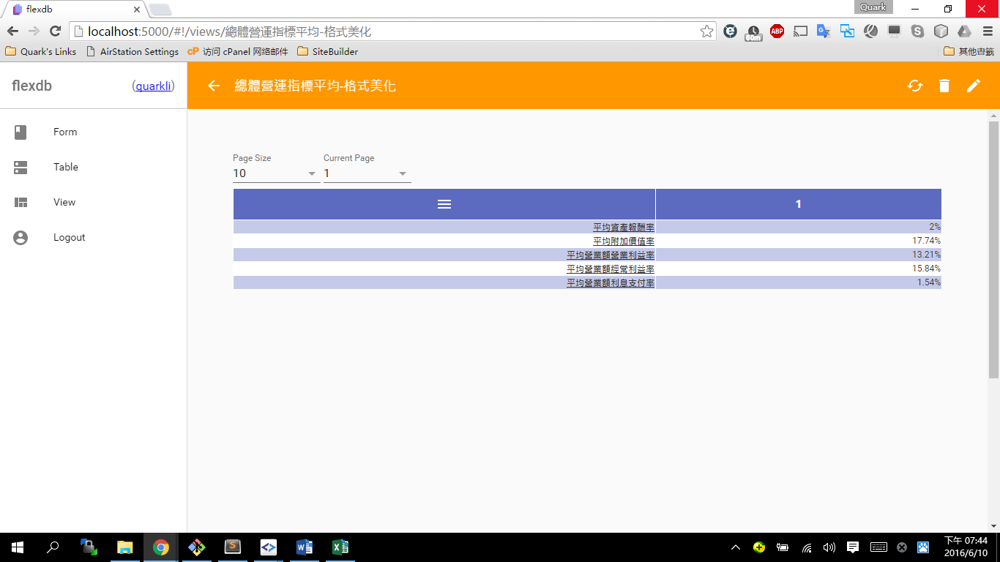 flexdb
Quark
localhost:5000/#!/views/總體營運指標平均-格式美化
60m
ABP
Quark's Links
AirStation Settings
cP 访问 cPanel 网络邮件
SiteBuilder
其他書籤
flexdb
(quarkli)
總體營運指標平均-格式美化
Form
Table
View
Logout
Page Size
Current Page
10
1
1
平均資產報酬率 2%
平均附加價值率 17.74%
平均營業額營業利益率 13.21%
平均營業額經常利益率 15.84%
平均營業額利息支付率 1.54%
下午 07:44
2016/6/10